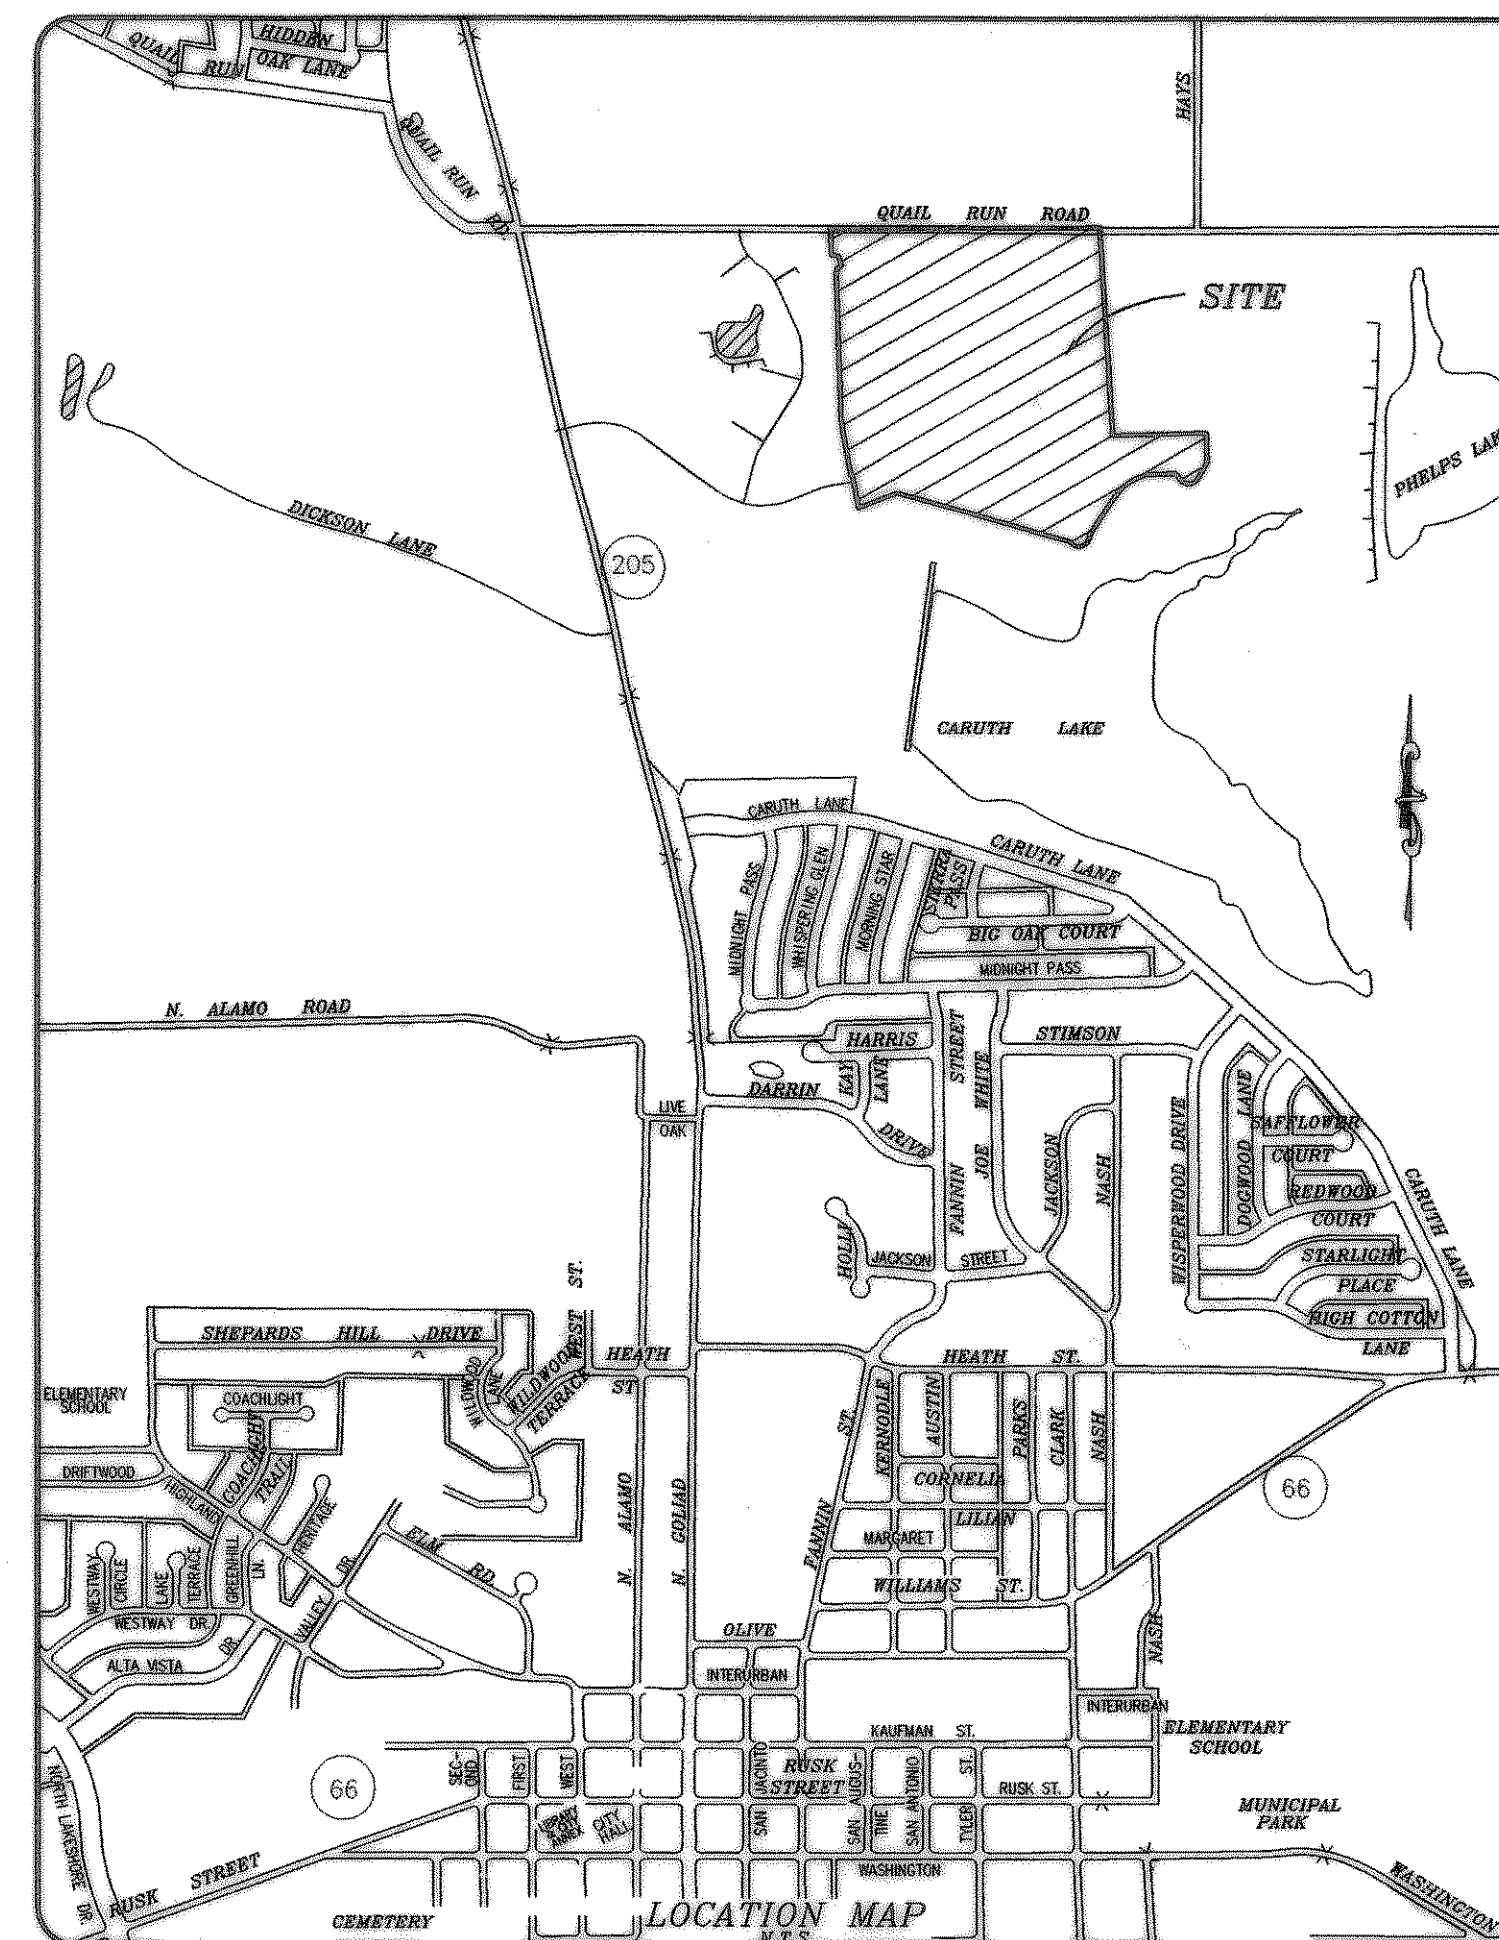 QUAIL RUN
HIDDEN
OAK LANE
HAYS
QUAIL RUN RD.
QUAIL RUN ROAD
SITE
PHELPS
DICKSON LANE
205
CARUTH LAKE
CARUTH LANE
CARUTH LANE
MIDNIGHT PASS
WHISPERING GLEN
MORNING STAR
SIERRA
PASS
BIG OAK COURT
MIDNIGHT PASS
N. ALAMO ROAD
HARRIS
STIMSON
KAY
LANE
DARRIN
DRIVE
FANNIN STREET
JOE WHITE
JACKSON
NASH
WISPERWOOD DRIVE
DOGWOOD LANE
SAFFLOWER
COURT
REDWOOD
COURT
STARLIGHT
PLACE
HIGH COTTON
LANE
CARUTH LANE
LIVE
OAK
HOLLI
JACKSON STREET
WEST ST.
SHEPARDS HILL DRIVE
HEATH
ST
HEATH ST.
WILDWOOD
LANE
WILDWOOD
TERRACE
ELEMENTARY
SCHOOL
COACHLIGHT
COACHLIGHT
TRAIL
DRIFTWOOD
HIGHLAND
HERITAGE
N. ALAMO
N. GOLIAD
FANNIN ST.
KERNODLE
AUSTIN
PARKS
CLARK
NASH
CORNELIA
LILIAN
MARGARET
WILLIAMS ST.
66
ELM RD.
WESTWAY
CIRCLE
LAKE
TERRACE
GREENHILL
LN.
VALLEY DR.
WESTWAY DR.
ALTA VISTA DR.
OLIVE
INTERURBAN
NASH
INTERURBAN
KAUFMAN ST.
ELEMENTARY
SCHOOL
66
SEC-
OND
FIRST
WEST
SAN JACINTO
RUSK
STREET
SAN AUGUS-
TINE
SAN ANTONIO
TYLER ST.
RUSK ST.
LIBRARY
& CITY
ANNEX
CITY
HALL
MUNICIPAL
PARK
NORTH LAKESHORE DR
RUSK STREET
WASHINGTON
WASHINGTON
CEMETERY
LOCATION MAP
N.T.S.